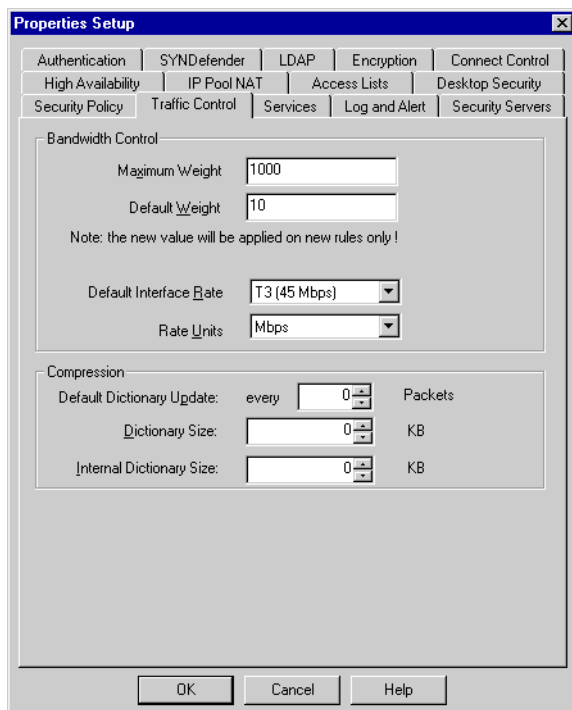 Properties Setup
Authentication SYNDefender LDAP Encryption Connect Control
High Availability IP Pool NAT Access Lists Desktop Security
Security Policy Traffic Control Services Log and Alert Security Servers
Bandwidth Control
Maximum Weight 1000
Default Weight 10
Note: the new value will be applied on new rules only !
Default Interface Rate T3 (45 Mbps)
Rate Units Mbps
Compression
Default Dictionary Update: every 0 Packets
Dictionary Size: 0 KB
Internal Dictionary Size: 0 KB
OK Cancel Help